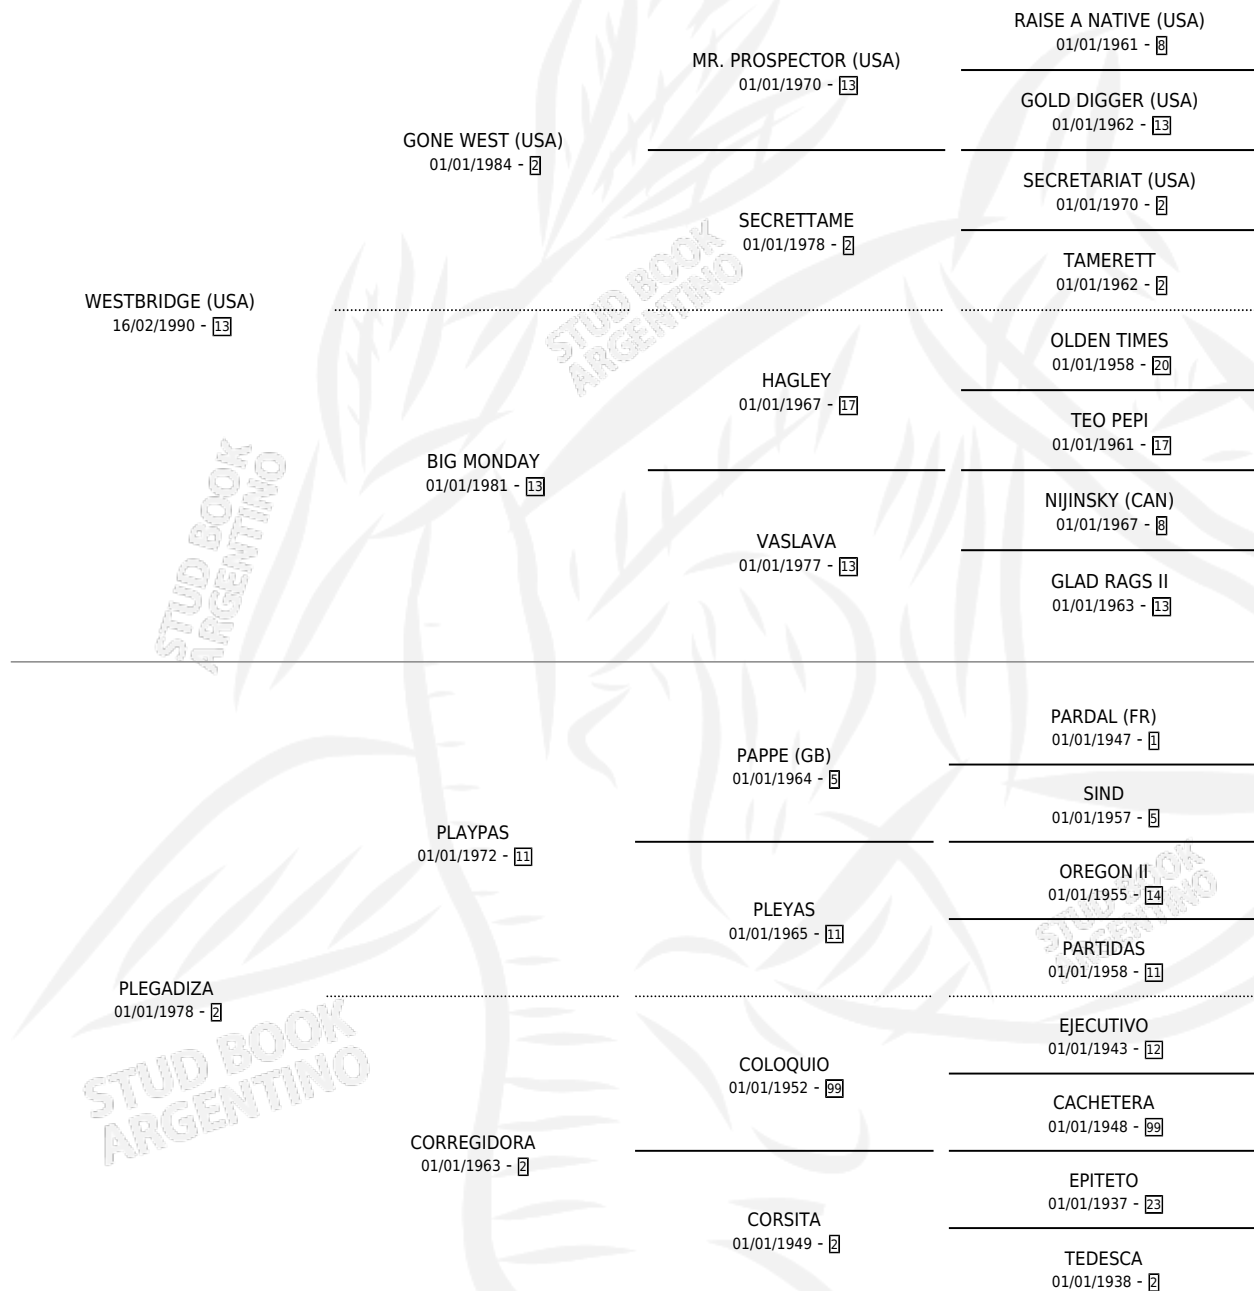 RAISE A NATIVE (USA)
01/01/1961 - 8
MR. PROSPECTOR (USA)
01/01/1970 - 13
GOLD DIGGER (USA)
01/01/1962 - 13
GONE WEST (USA)
01/01/1984 - 2
SECRETARIAT (USA)
01/01/1970 - 2
SECRETTAME
01/01/1978 - 2
TAMERETT
01/01/1962 - 2
WESTBRIDGE (USA)
16/02/1990 - 13
OLDEN TIMES
01/01/1958 - 20
HAGLEY
01/01/1967 - 17
TEO PEPI
01/01/1961 - 17
BIG MONDAY
01/01/1981 - 13
NIJINSKY (CAN)
01/01/1967 - 8
VASLAVA
01/01/1977 - 13
GLAD RAGS II
01/01/1963 - 13
PARDAL (FR)
01/01/1947 - 1
PAPPE (GB)
01/01/1964 - 5
SIND
01/01/1957 - 5
PLAYPAS
01/01/1972 - 11
OREGON II
01/01/1955 - 14
PLEYAS
01/01/1965 - 11
PARTIDAS
01/01/1958 - 11
PLEGADIZA
01/01/1978 - 2
EJECUTIVO
01/01/1943 - 12
COLOQUIO
01/01/1952 - 99
CACHETERA
01/01/1948 - 99
CORREGIDORA
01/01/1963 - 2
EPITETO
01/01/1937 - 23
CORSITA
01/01/1949 - 2
TEDESCA
01/01/1938 - 2
STUD BOOK
ARGENTINO
STUD BOOK
ARGENTINO
STUD BOOK
ARGENTINO
STUD BOOK
ARGENTINO